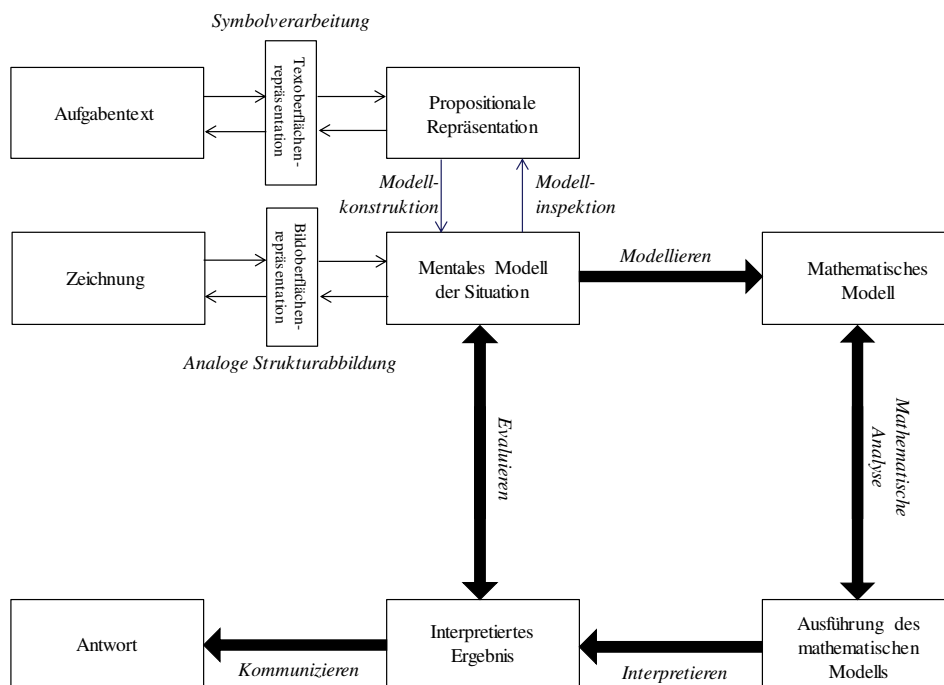 Symbolverarbeitung
Aufgabentext
Textoberflächen-
repräsentation
Propositionale
Repräsentation
Modell-
konstruktion
Modell-
inspektion
Zeichnung
Bildoberflächen-
repräsentation
Mentales Modell
der Situation
Modellieren
Mathematisches
Modell
Analoge Strukturabbildung
Evaluieren
Mathematische
Analyse
Antwort
Kommunizieren
Interpretiertes
Ergebnis
Interpretieren
Ausführung des
mathematischen
Modells